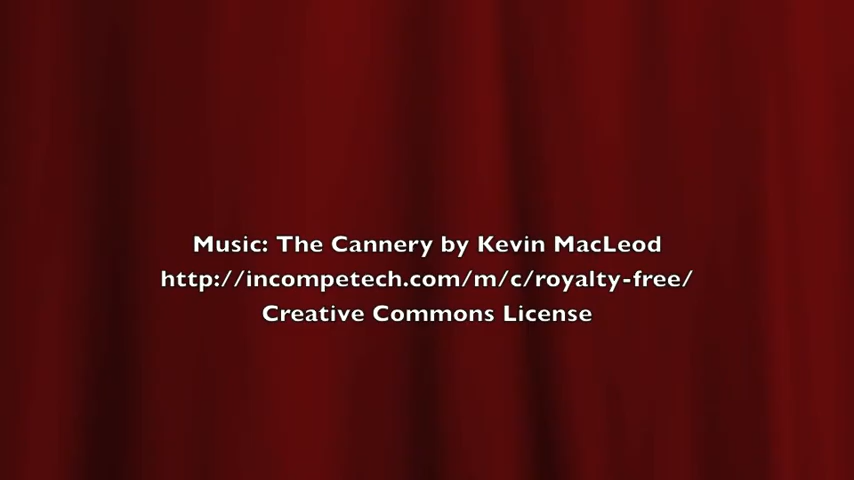 Music: The Cannery by Kevin MacLeod
http://incompetech.com/m/c/royalty-free/
Creative Commons License